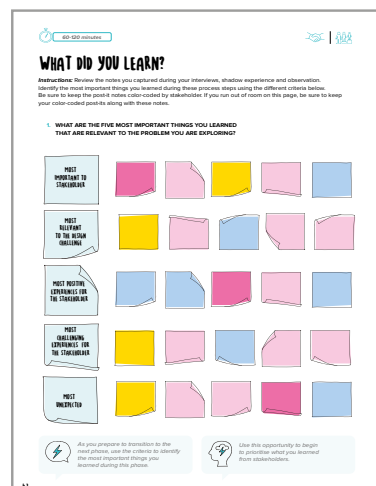 60-120 minutes
WHAT DID YOU LEARN?
Instructions: Review the notes you captured during your interviews, shadow experience and observation.
Identify the most important things you learned during these process steps using the different criteria below.
Be sure to keep the post-it notes color-coded by stakeholder. If you run out of room on this page, be sure to keep
your color-coded post-its along with these notes.
1. WHAT ARE THE FIVE MOST IMPORTANT THINGS YOU LEARNED
THAT ARE RELEVANT TO THE PROBLEM YOU ARE EXPLORING?
MOST
IMPORTANT TO
STAKEHOLDER
MOST
RELEVANT
TO THE DESIGN
CHALLENGE
MOST POSITIVE
EXPERIENCES FOR
THE STAKEHOLDER
MOST
CHALLENGING
EXPERIENCES FOR
THE STAKEHOLDER
MOST
UNEXPECTED
As you prepare to transition to the
next phase, use the criteria to identify
the most important things you
learned during this phase.
Use this opportunity to begin
to prioritize what you learned
from stakeholders.